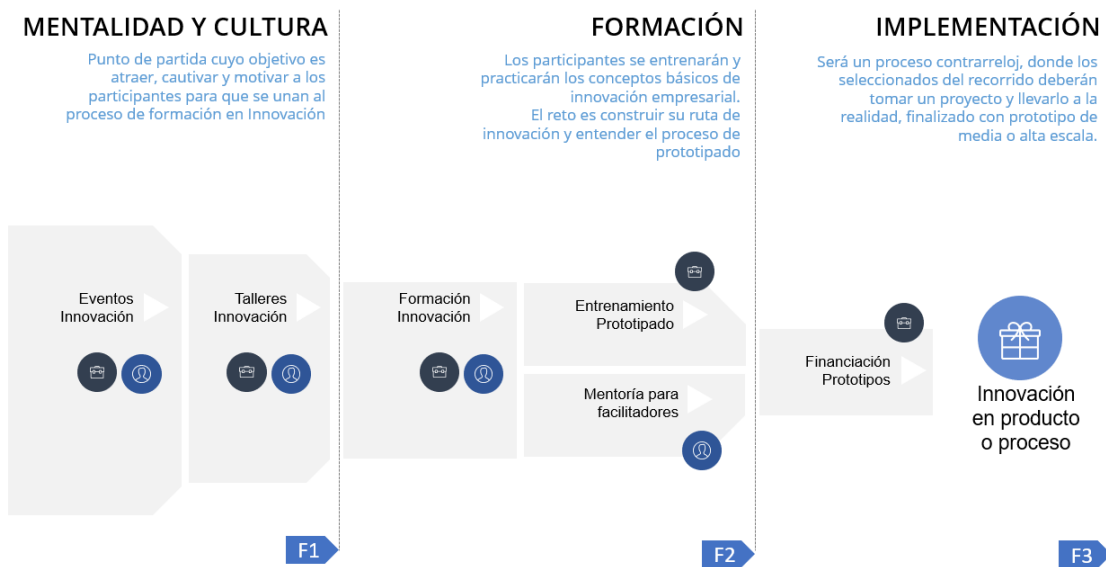 MENTALIDAD Y CULTURA
Punto de partida cuyo objetivo es
atraer, cautivar y motivar a los
participantes para que se unan al
proceso de formación en Innovación
FORMACIÓN
Los participantes se entrenarán y
practicarán los conceptos básicos de
innovación empresarial.
El reto es construir su ruta de
innovación y entender el proceso de
prototipado
IMPLEMENTACIÓN
Será un proceso contrarreloj, donde los
seleccionados del recorrido deberán
tomar un proyecto y llevarlo a la
realidad, finalizado con prototipo de
media o alta escala.
Eventos
Innovación
Talleres
Innovación
Formación
Innovación
Entrenamiento
Prototipado
Mentoría para
facilitadores
Financiación
Prototipos
Innovación
en producto
o proceso
F1
F2
F3